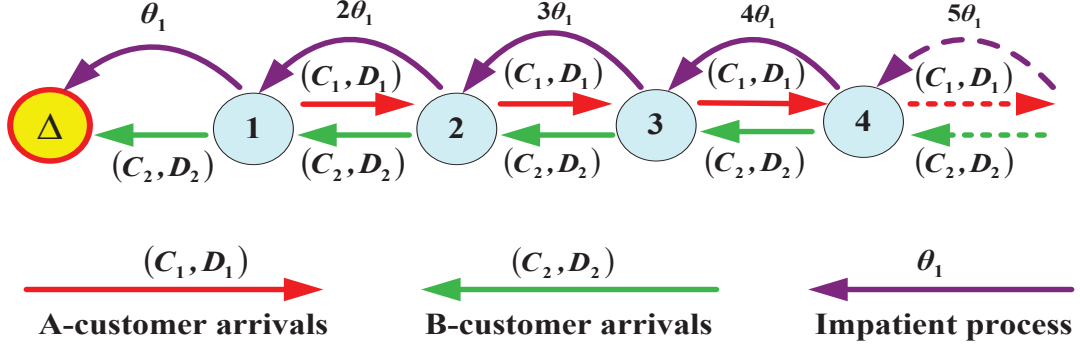 θ₁ 2θ₁ 3θ₁ 4θ₁ 5θ₁
(C₁, D₁) (C₁, D₁) (C₁, D₁) (C₁, D₁)
Δ 1 2 3 4
(C₂, D₂) (C₂, D₂) (C₂, D₂) (C₂, D₂) (C₂, D₂)
(C₁, D₁) (C₂, D₂) θ₁
A-customer arrivals B-customer arrivals Impatient process